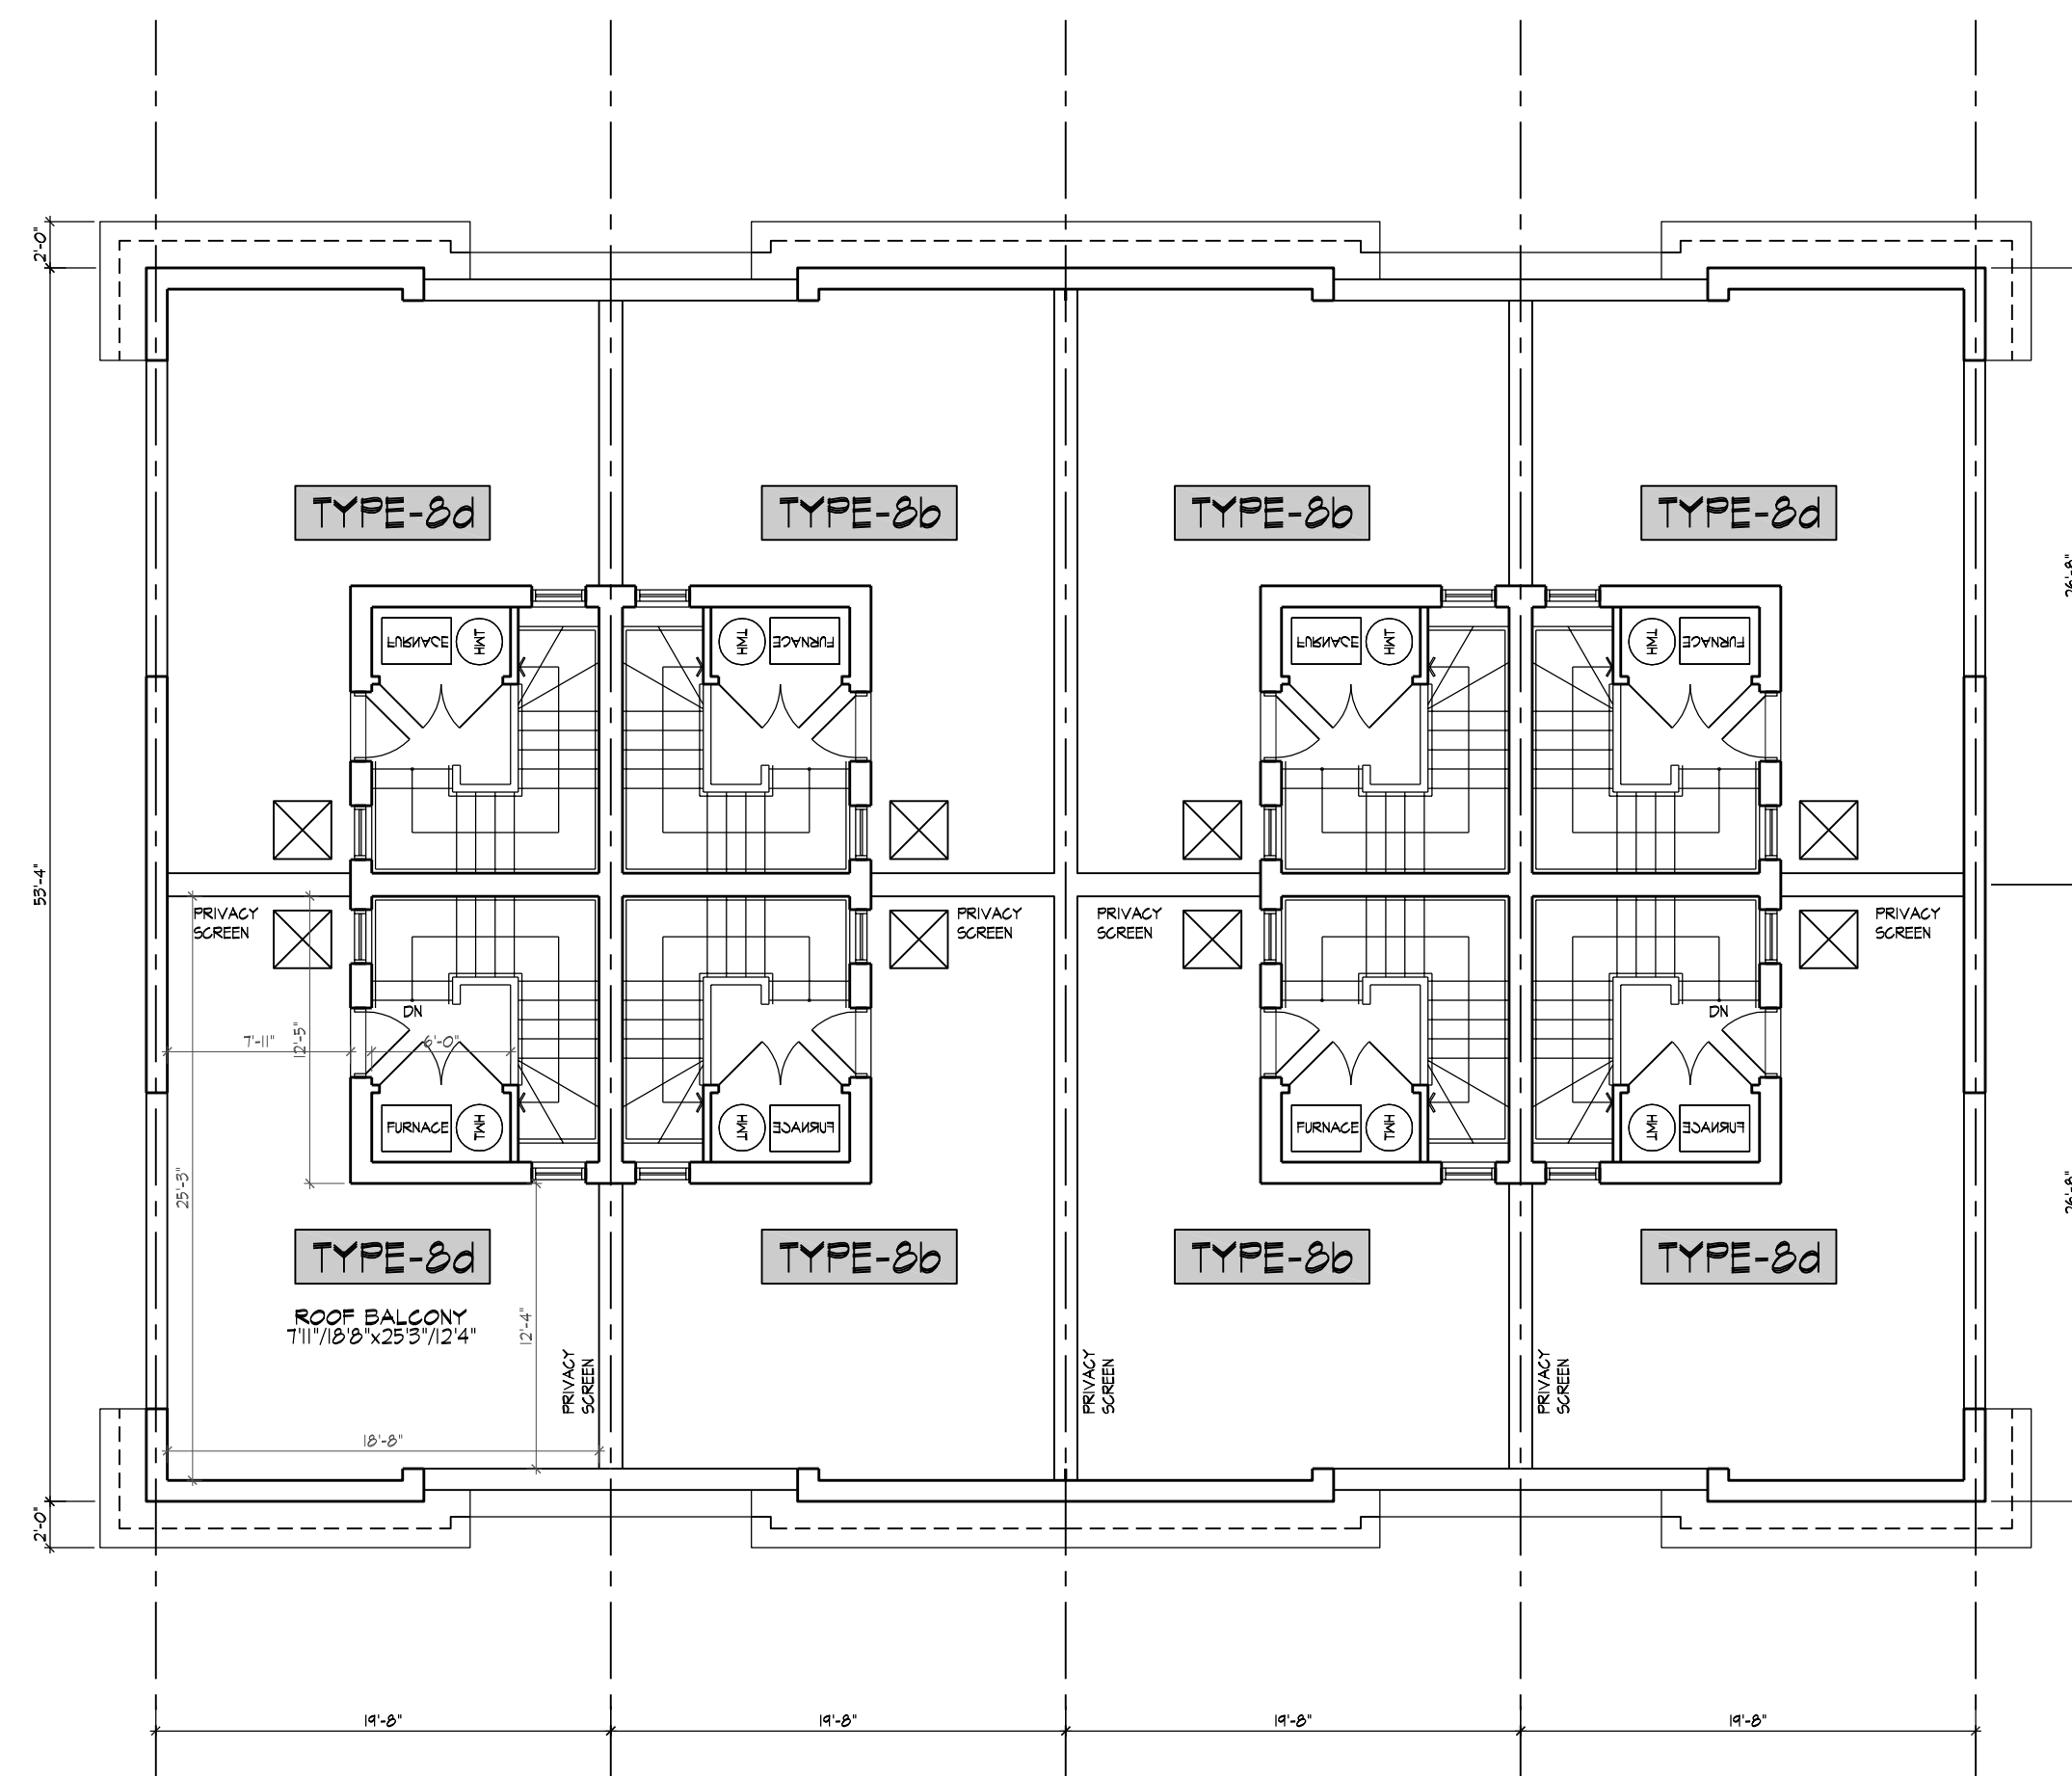 2'-0"
TYPE-8d
TYPE-8b
TYPE-8b
TYPE-8d
26'-8"
FURNACE
HWT
HWT
FURNACE
FURNACE
HWT
HWT
FURNACE
53'-4"
PRIVACY
SCREEN
PRIVACY
SCREEN
PRIVACY
SCREEN
PRIVACY
SCREEN
DN
DN
7'-11"
12'-5"
6'-0"
FURNACE
HWT
HWT
FURNACE
FURNACE
HWT
HWT
FURNACE
25'-3"
26'-8"
TYPE-8d
TYPE-8b
TYPE-8b
TYPE-8d
ROOF BALCONY
7'11"/18'8"x25'3"/12'4"
12'-4"
PRIVACY
SCREEN
PRIVACY
SCREEN
PRIVACY
SCREEN
18'-8"
2'-0"
19'-8"
19'-8"
19'-8"
19'-8"